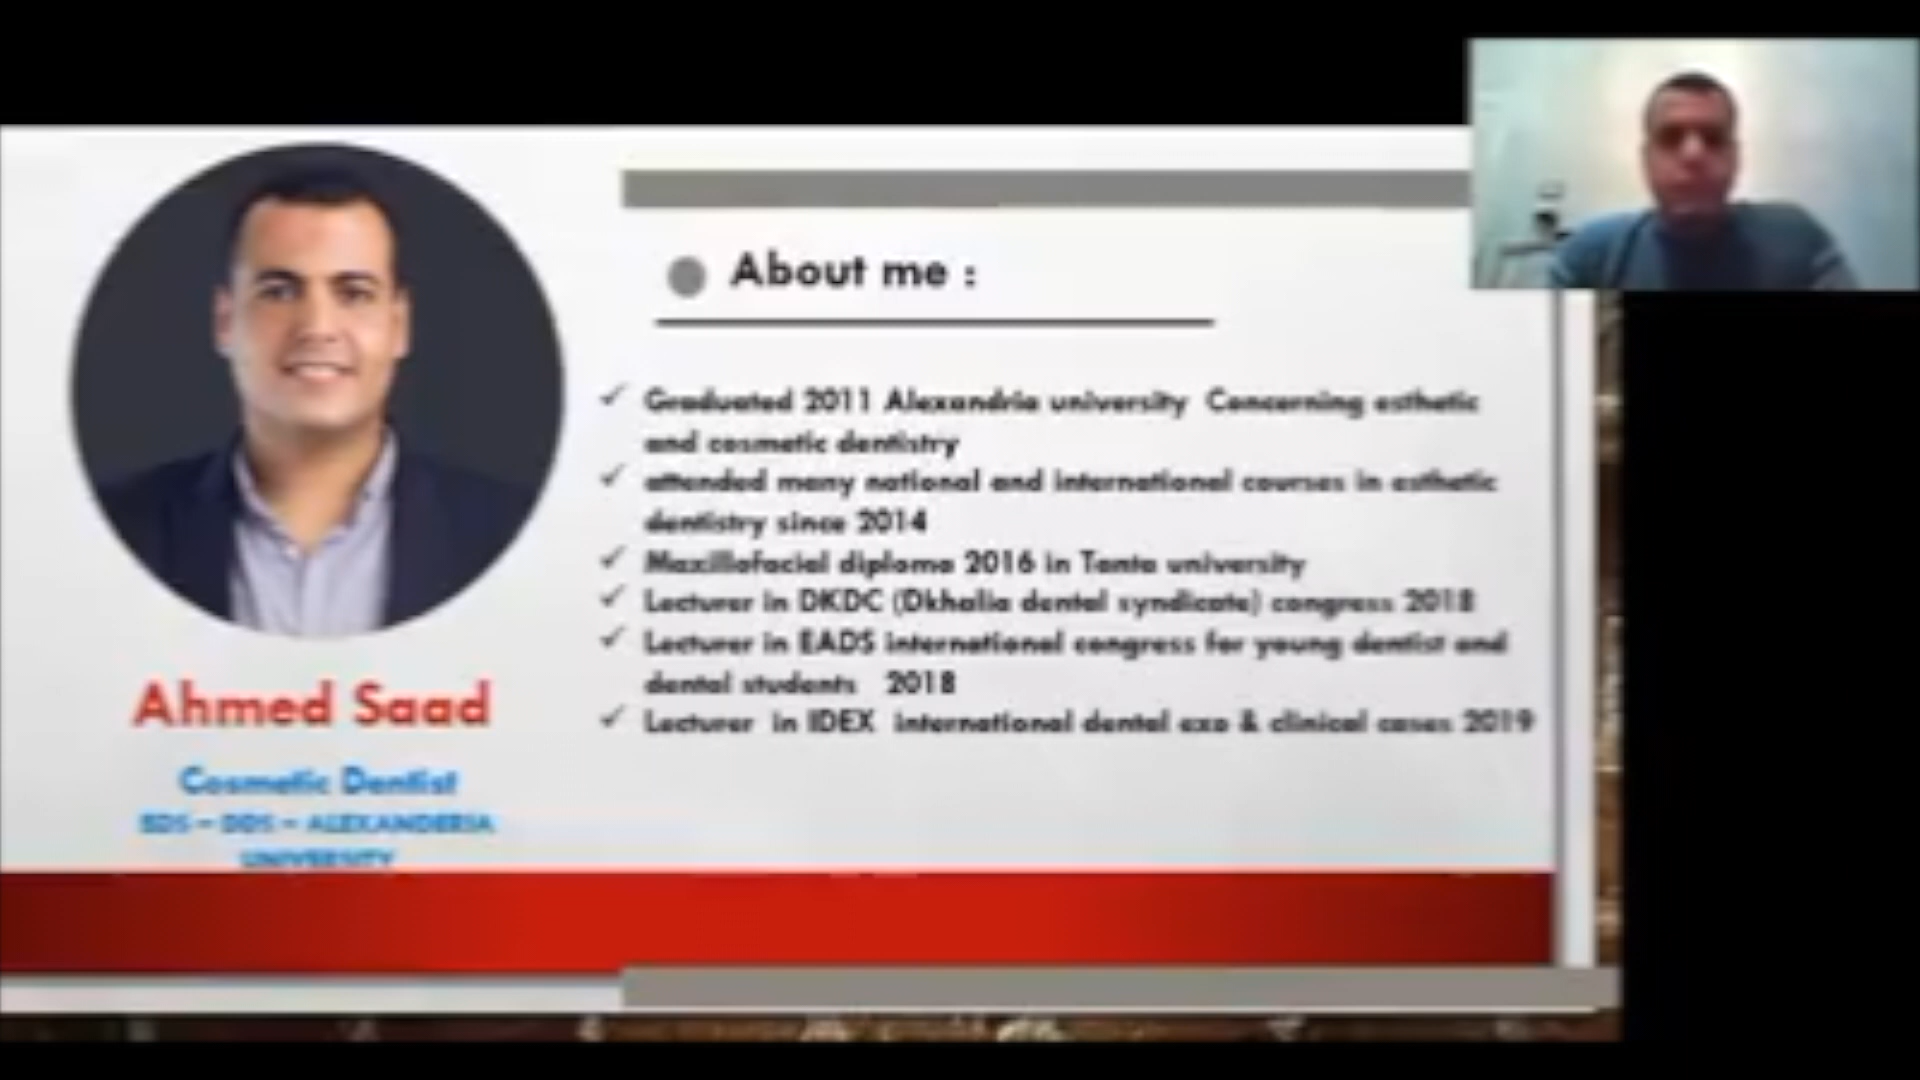 About me :
✓ Graduated 2011 Alexandria university Concerning esthetic
and cosmetic dentistry
✓ attended many national and international courses in esthetic
dentistry since 2014
✓ Maxillofacial diploma 2016 in Tanta university
✓ Lecturer in DKDC (Dkhalia dental syndicate) congress 2018
✓ Lecturer in EADS international congress for young dentist and
dental students 2018
✓ Lecturer in IDEX international dental exo & clinical cases 2019
Ahmed Saad
Cosmetic Dentist
BDS – DDS – ALEXANDERIA
UNIVERSITY